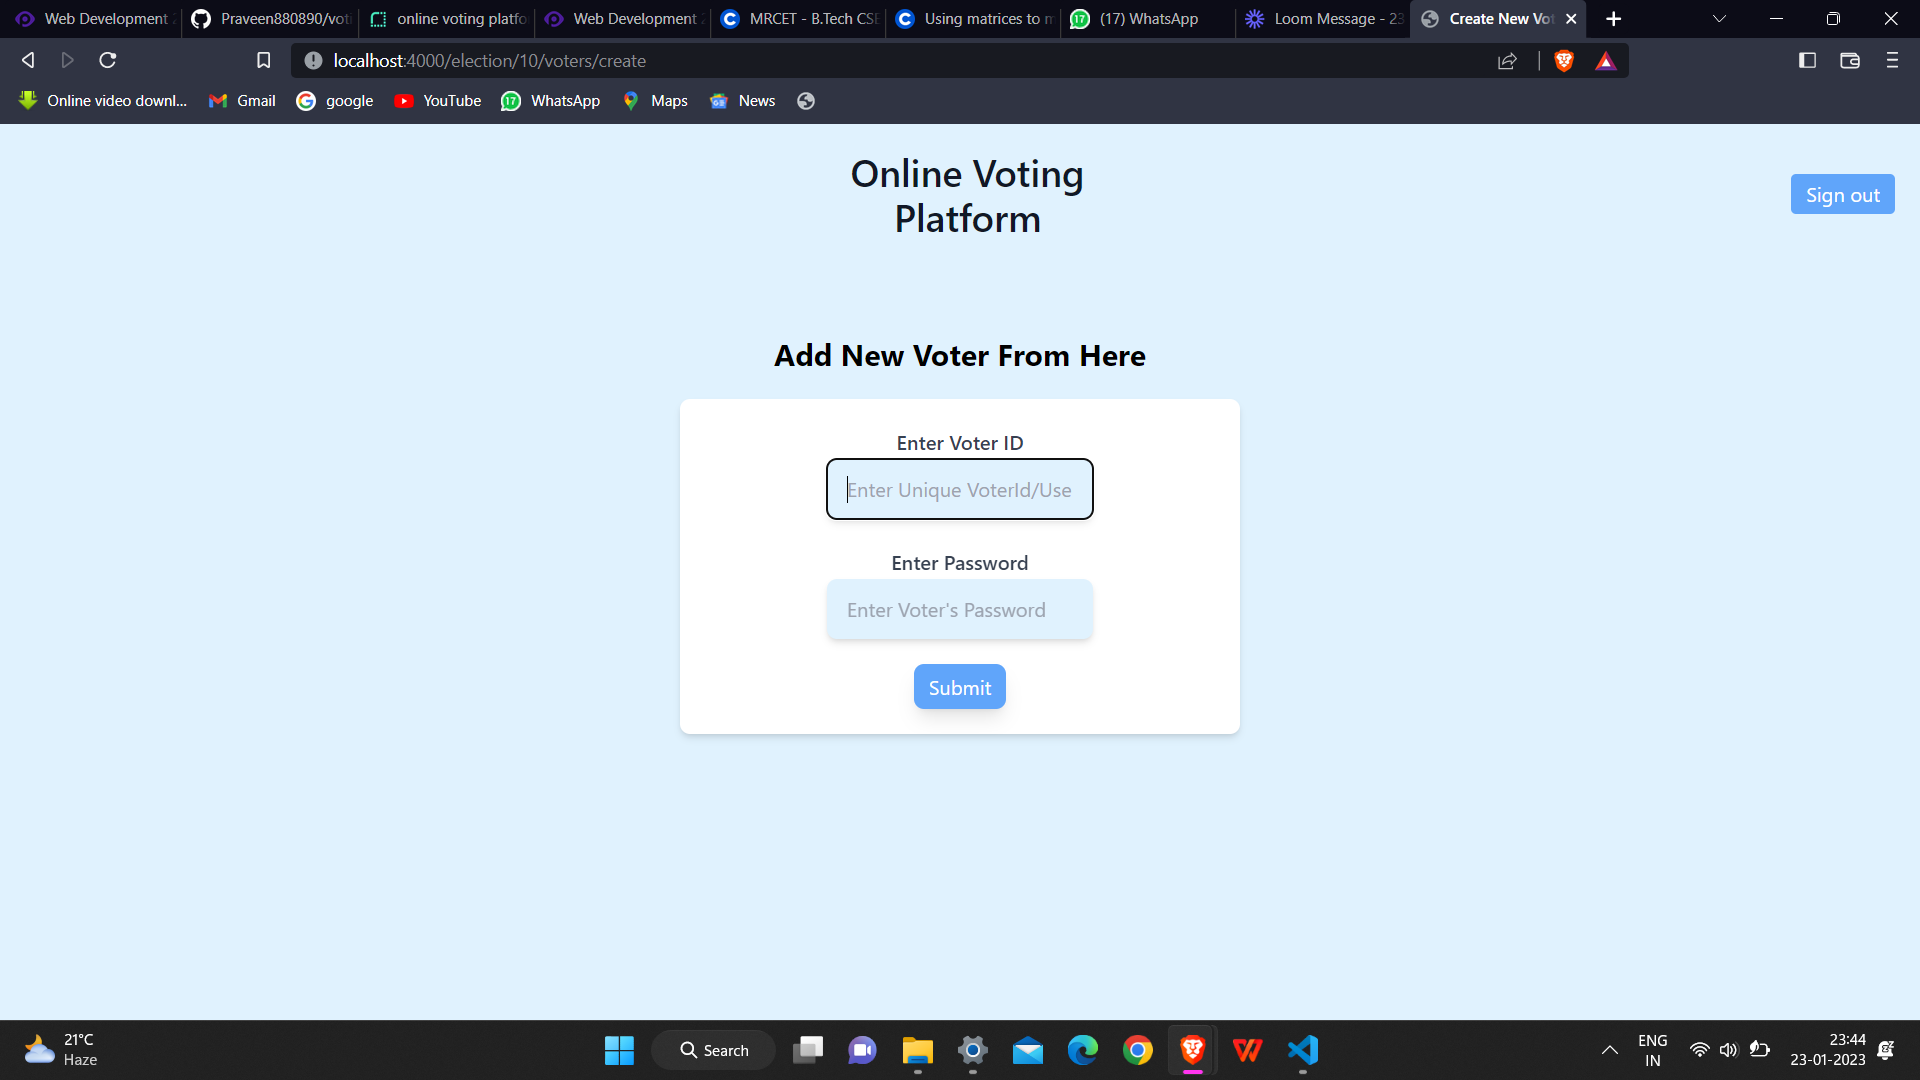 Web Development 2
Praveen880890/voti
online voting platfo
Web Development 2
MRCET - B.Tech CSE
Using matrices to m
(17) WhatsApp
Loom Message - 23
Create New Vot
localhost:4000/election/10/voters/create
Online video downl...
Gmail
google
YouTube
17
WhatsApp
Maps
News
Online Voting
Platform
Sign out
Add New Voter From Here
Enter Voter ID
Enter Unique VoterId/Use
Enter Password
Enter Voter's Password
Submit
21°C
Haze
Search
ENG
IN
23:44
23-01-2023